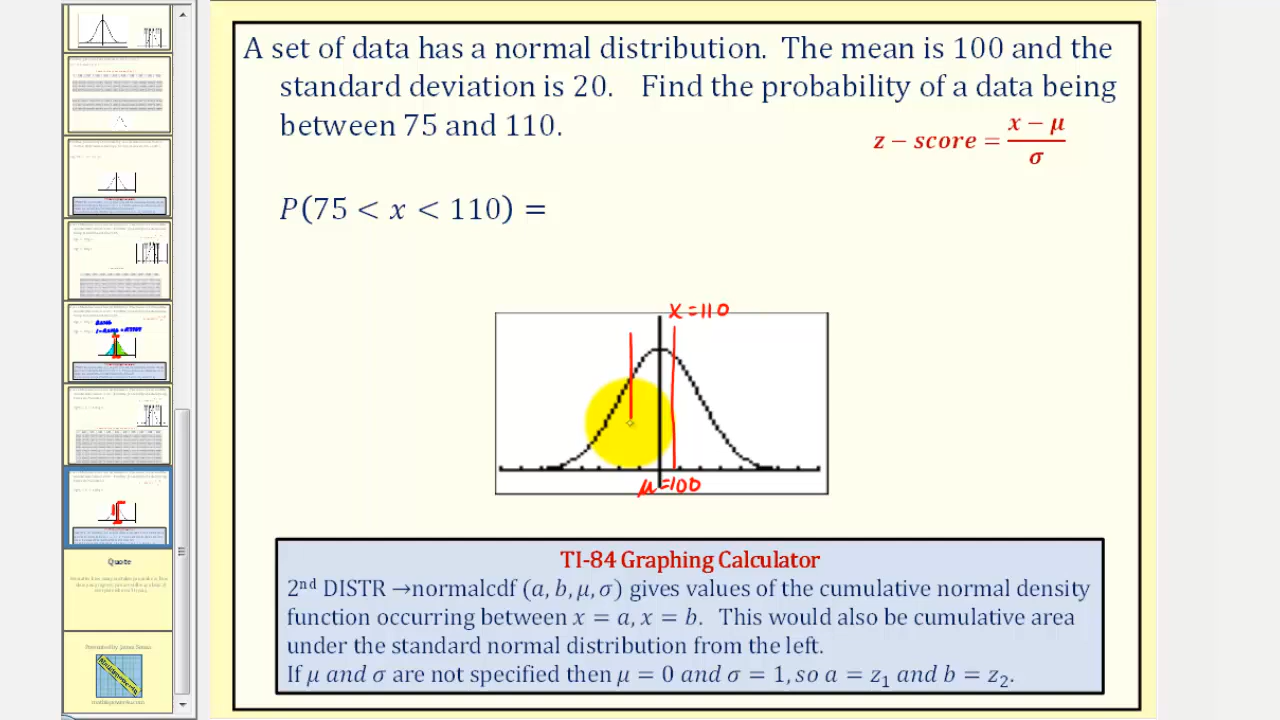 A set of data has a normal distribution. The mean is 100 and the
standard deviation is 20. Find the probability of a data being
between 75 and 110.
z − score = x − μ / σ
P(75 < x < 110) =
x = 110
μ = 100
TI-84 Graphing Calculator
2nd DISTR →normalcdf (a, b, μ, σ) gives values of the cumulative normal density
function occurring between x = a, x = b. This would also be cumulative area
under the standard normal distribution from the left.
If μ and σ are not specified then μ = 0 and σ = 1, so a = z₁ and b = z₂.
Quote